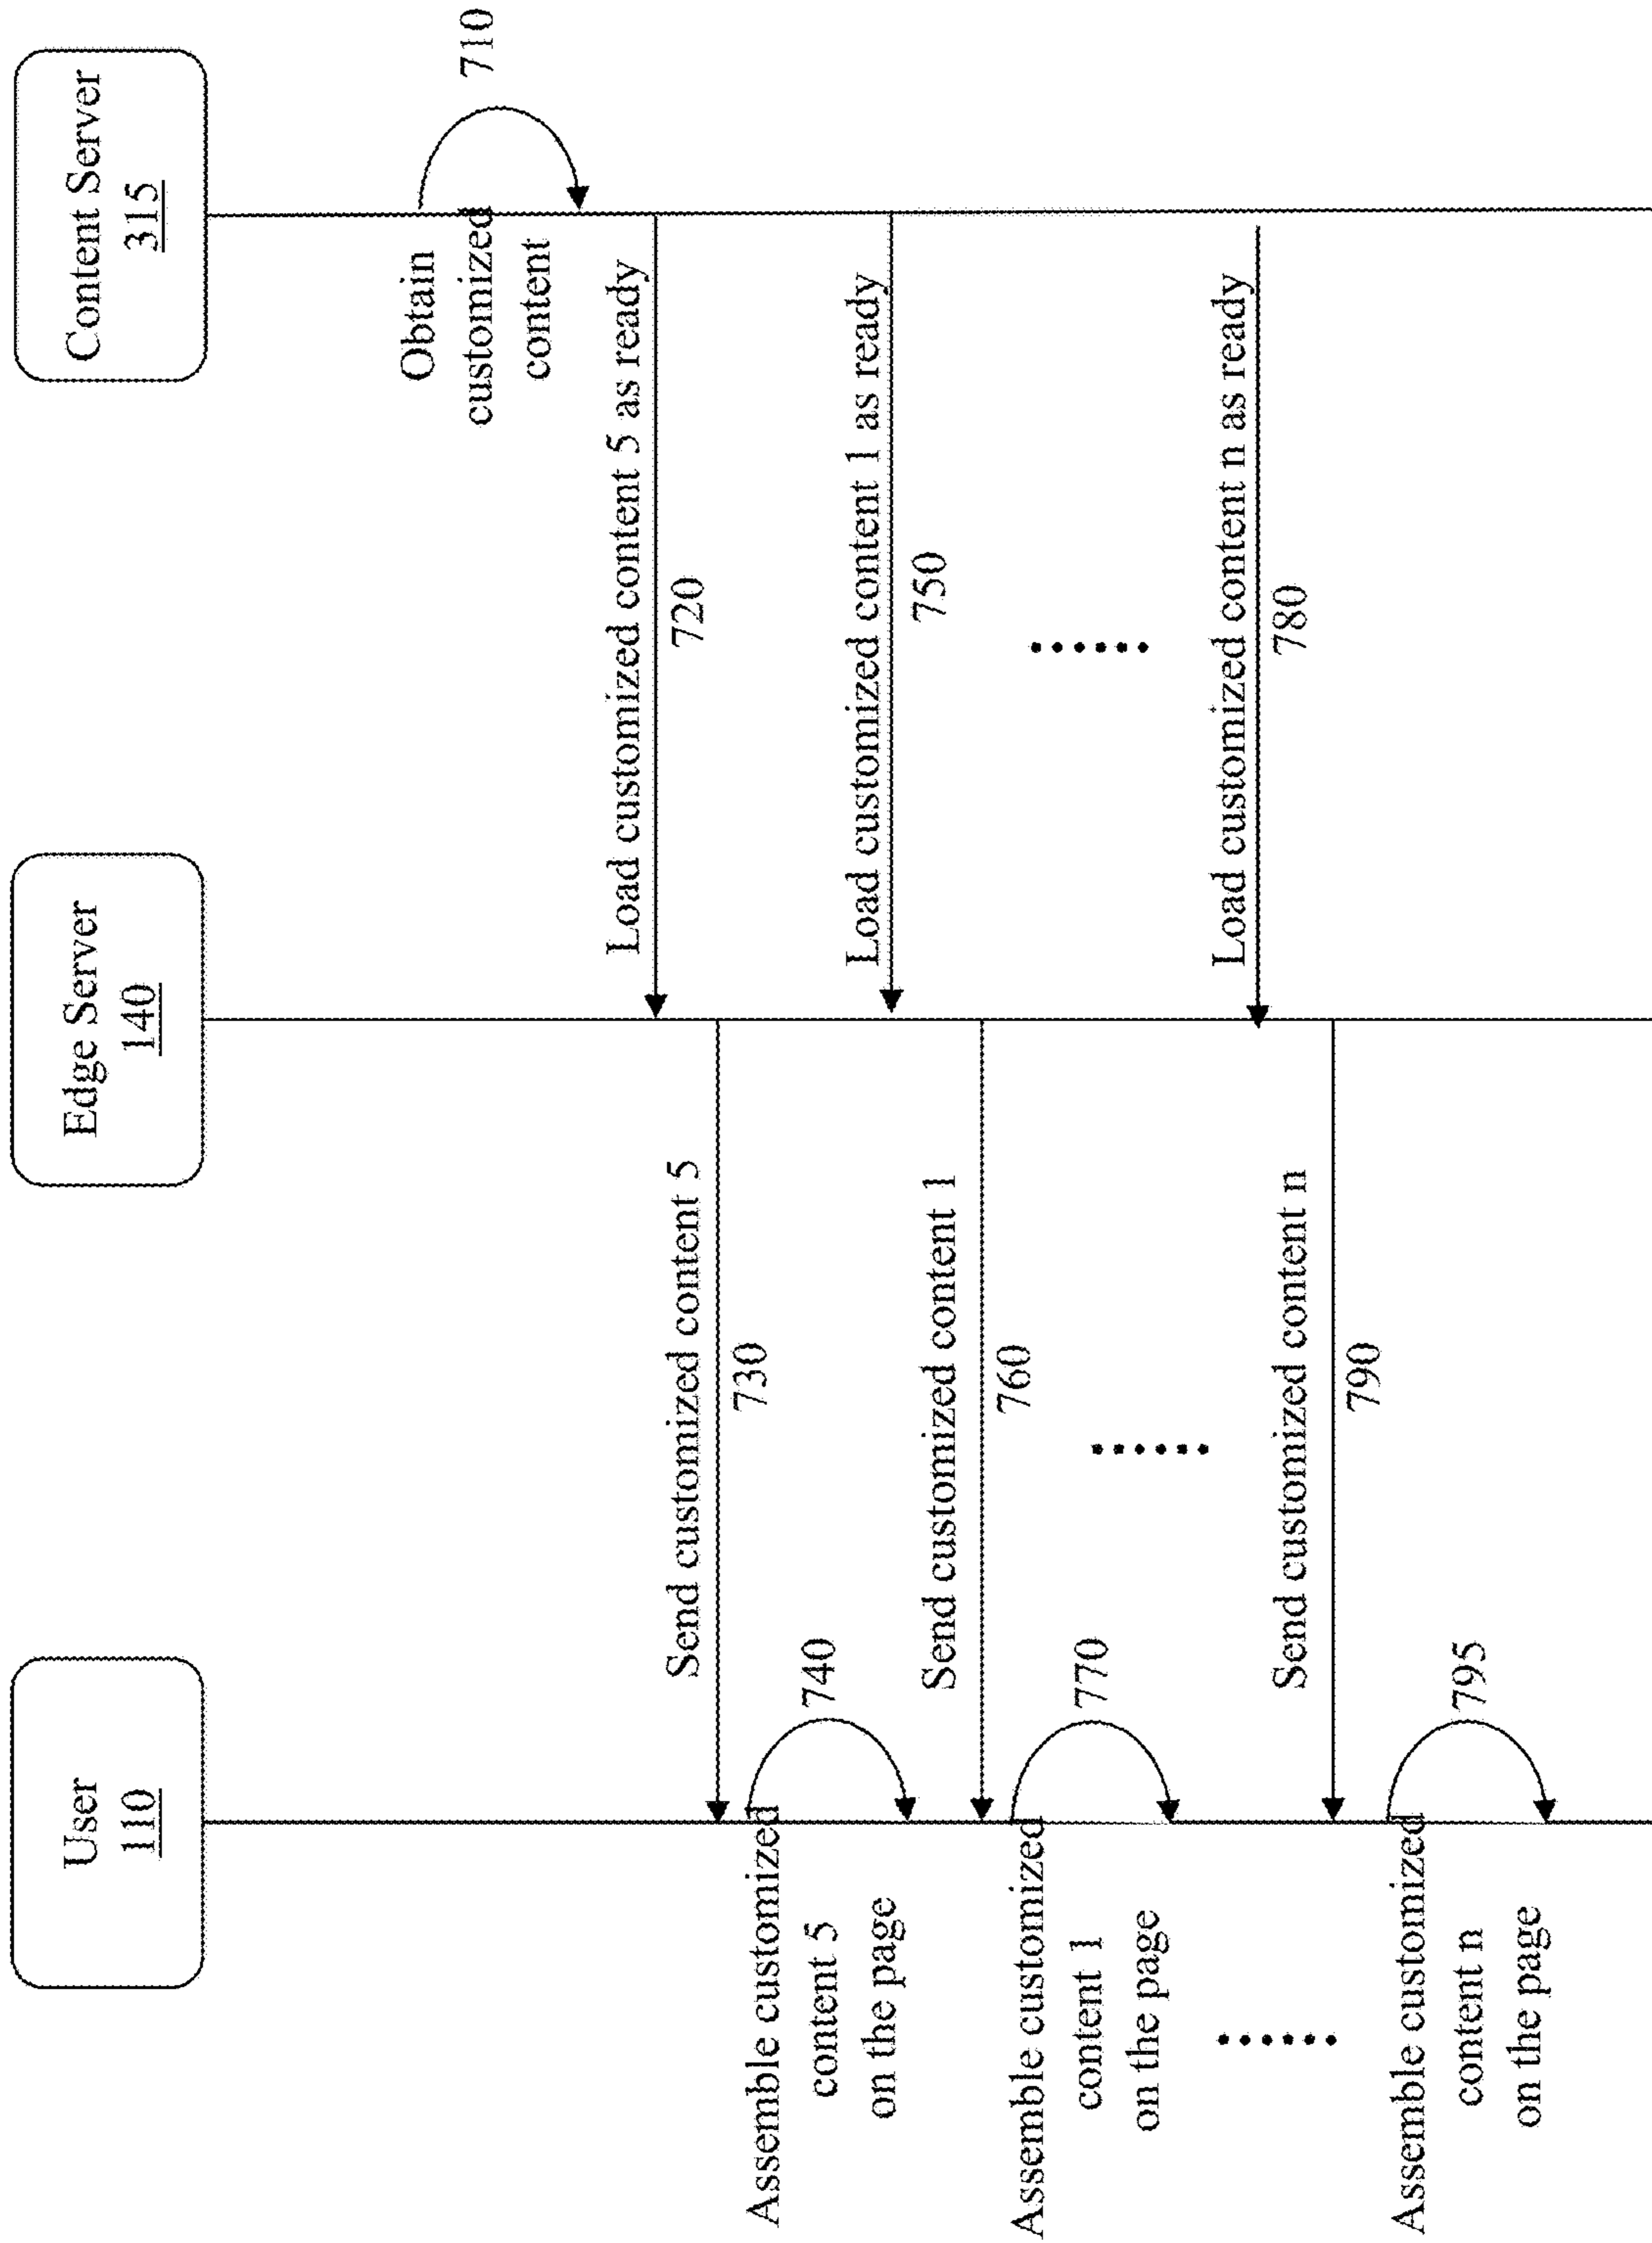 User
110
Edge Server
140
Content Server
315
Obtain
customized
content
710
Load customized content 5 as ready
720
Send customized content 5
730
Assemble customized
content 5
on the page
740
Load customized content 1 as ready
750
Send customized content 1
760
Assemble customized
content 1
on the page
770
......
......
......
Load customized content n as ready
780
Send customized content n
790
Assemble customized
content n
on the page
795